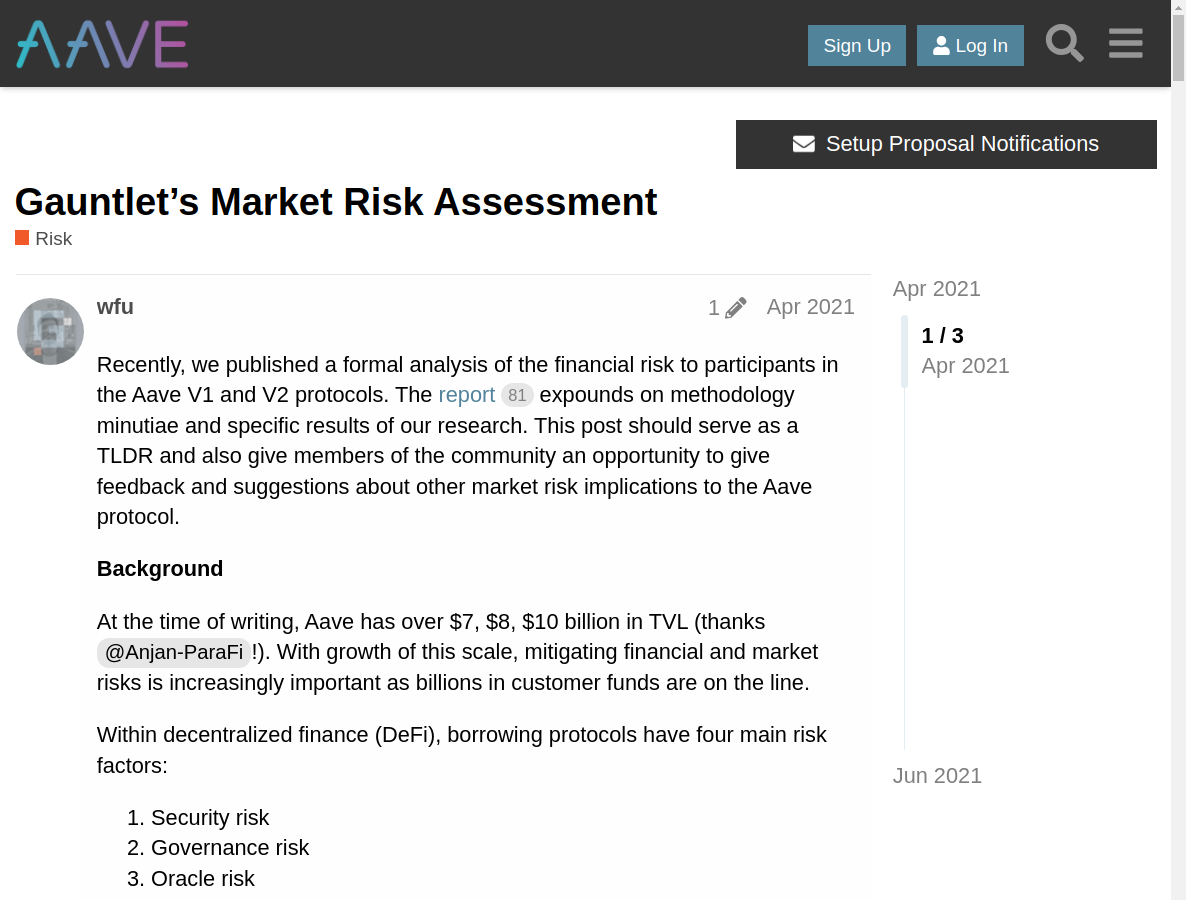 AAVE
Sign Up
Log In
Setup Proposal Notifications
Gauntlet’s Market Risk Assessment
Risk
wfu
1
Apr 2021
Recently, we published a formal analysis of the financial risk to participants in
the Aave V1 and V2 protocols. The report 81 expounds on methodology
minutiae and specific results of our research. This post should serve as a
TLDR and also give members of the community an opportunity to give
feedback and suggestions about other market risk implications to the Aave
protocol.
Background
At the time of writing, Aave has over $7, $8, $10 billion in TVL (thanks
@Anjan-ParaFi !). With growth of this scale, mitigating financial and market
risks is increasingly important as billions in customer funds are on the line.
Within decentralized finance (DeFi), borrowing protocols have four main risk
factors:
1. Security risk
2. Governance risk
3. Oracle risk
Apr 2021
1 / 3
Apr 2021
Jun 2021